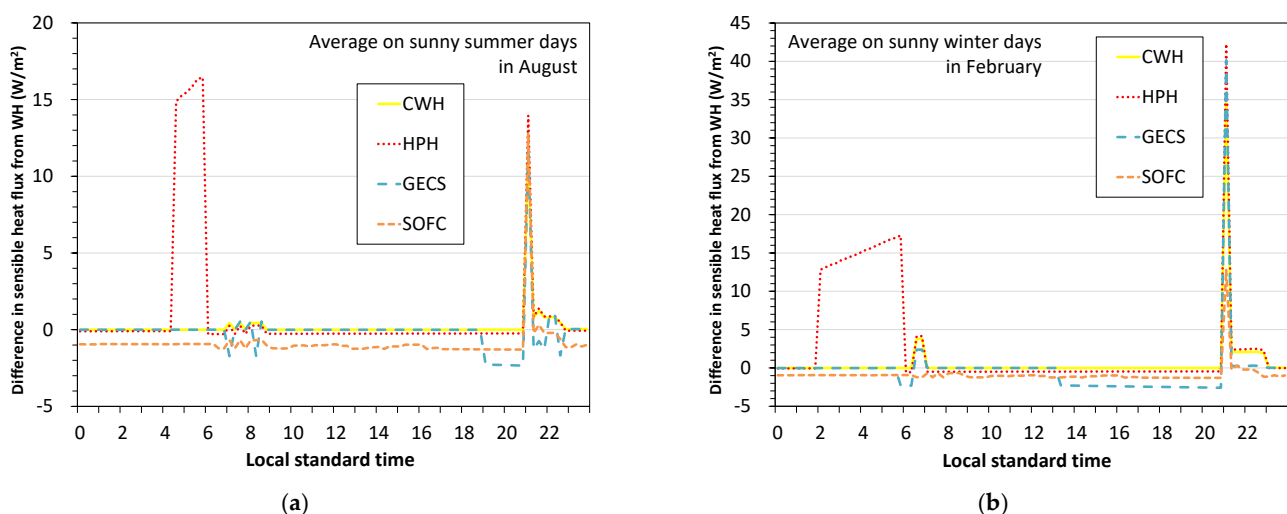 Average on sunny summer days
in August
CWH
HPH
GECS
SOFC
Difference in sensible heat flux from WH (W/m²)
20
15
10
5
0
-5
0 2 4 6 8 10 12 14 16 18 20 22
Local standard time
(a)
Average on sunny winter days
in February
CWH
HPH
GECS
SOFC
Difference in sensible heat flux from WH (W/m²)
45
40
35
30
25
20
15
10
5
0
-5
0 2 4 6 8 10 12 14 16 18 20 22
Local standard time
(b)